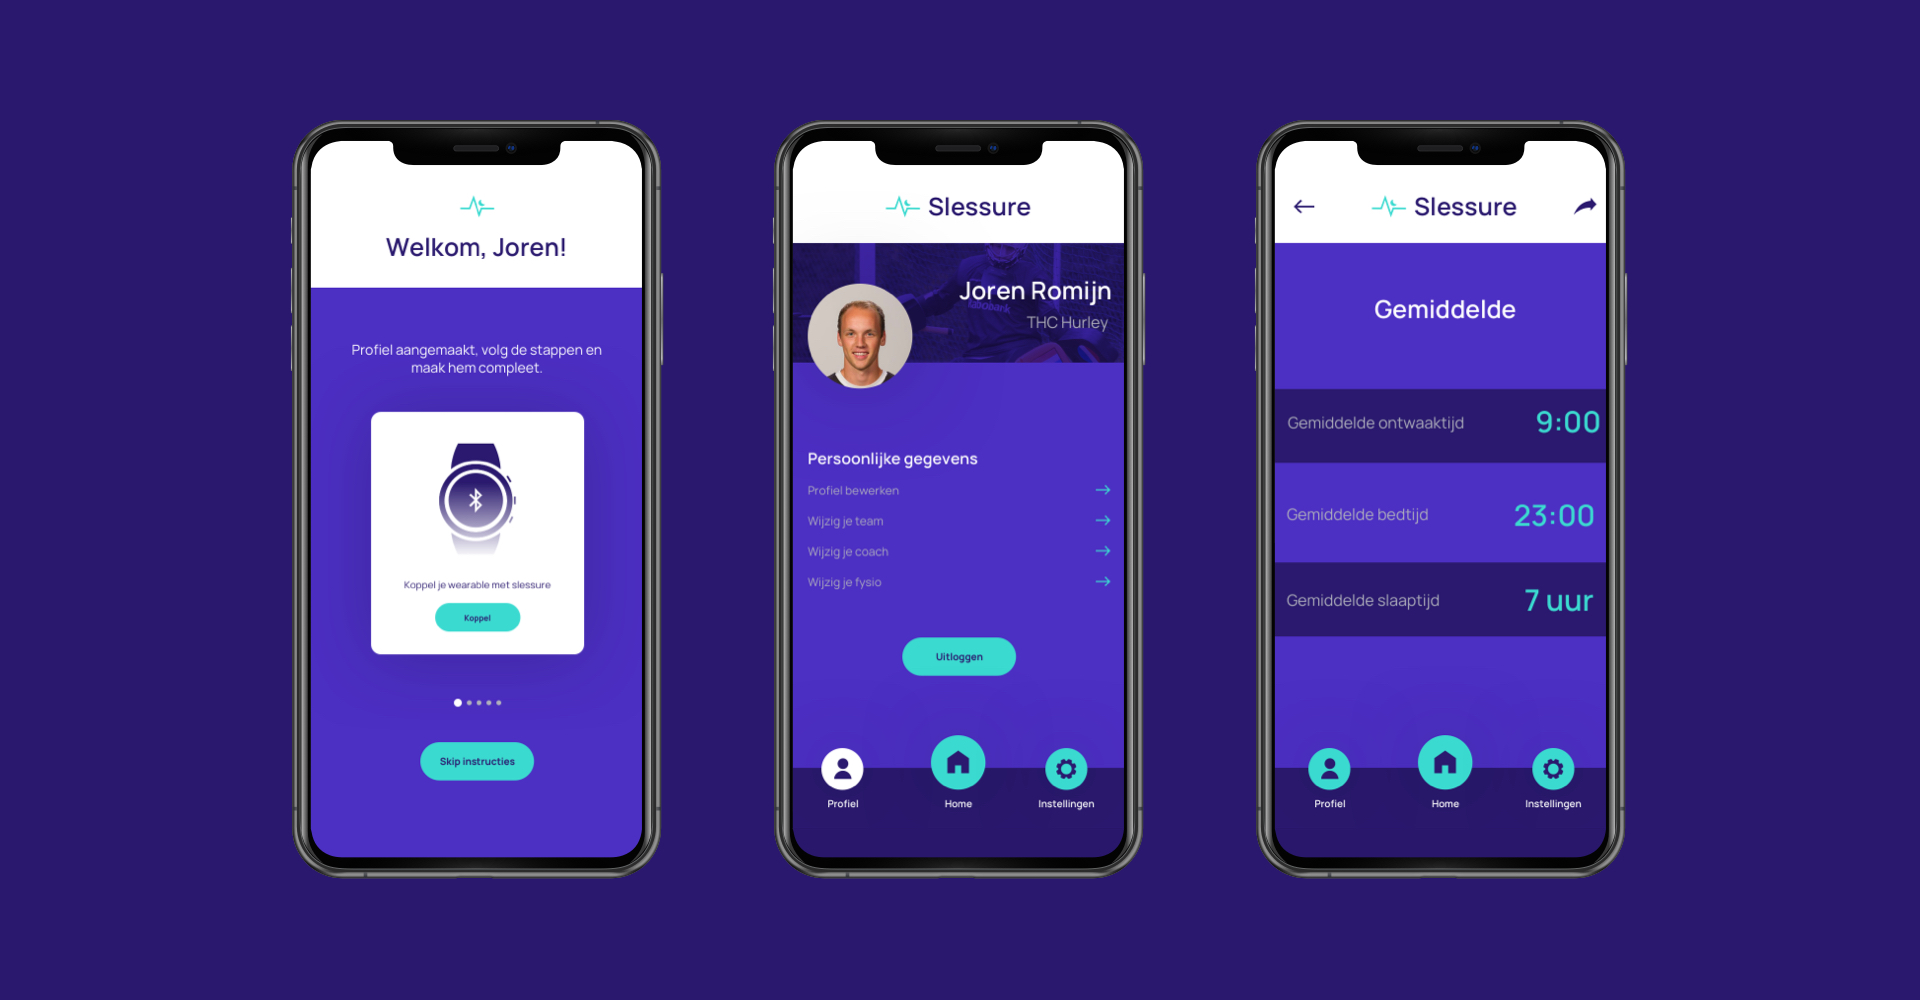 Welkom, Joren!
Profiel aangemaakt, volg de stappen en
maak hem compleet.
Koppel je wearable met slessure
Koppel
Skip instructies
Slessure
Joren Romijn
rabobank
THC Hurley
Persoonlijke gegevens
Profiel bewerken
Wijzig je team
Wijzig je coach
Wijzig je fysio
Uitloggen
Profiel
Home
Instellingen
Slessure
Gemiddelde
Gemiddelde ontwaaktijd 9:00
Gemiddelde bedtijd 23:00
Gemiddelde slaaptijd 7 uur
Profiel
Home
Instellingen